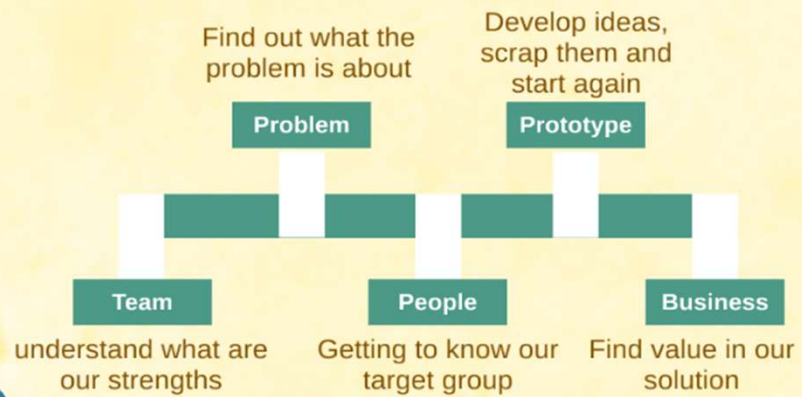 Find out what the
problem is about
Develop ideas,
scrap them and
start again
Problem
Prototype
Team
People
Business
understand what are
our strengths
Getting to know our
target group
Find value in our
solution